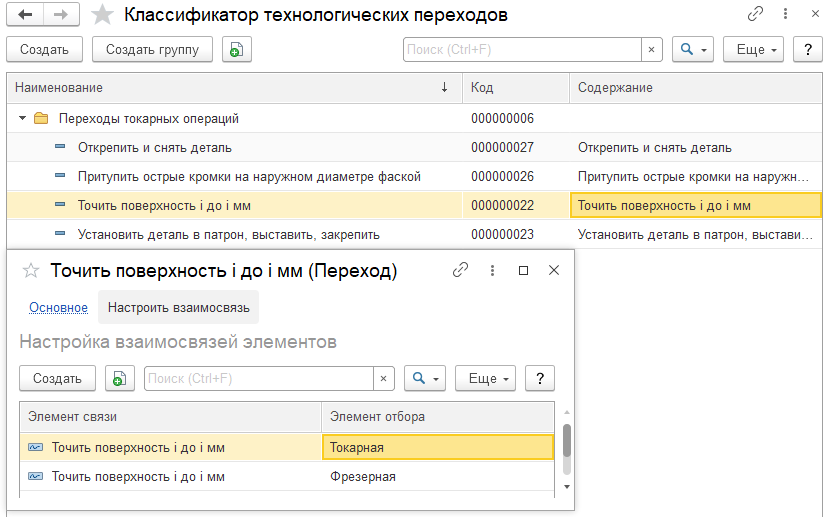 Классификатор технологических переходов
Создать Создать группу Поиск (Ctrl+F) × Еще ?
Наименование ↓ Код Содержание
Переходы токарных операций 000000006
Открепить и снять деталь 000000027 Открепить и снять деталь
Притупить острые кромки на наружном диаметре фаской 000000026 Притупить острые кромки на наружн...
Точить поверхность i до i мм 000000022 Точить поверхность i до i мм
Установить деталь в патрон, выставить, закрепить 000000023 Установить деталь в патрон, выстави...
Точить поверхность i до i мм (Переход)
Основное Настроить взаимосвязь
Настройка взаимосвязей элементов
Создать Поиск (Ctrl+F) × Еще ?
Элемент связи Элемент отбора
Точить поверхность i до i мм Токарная
Точить поверхность i до i мм Фрезерная